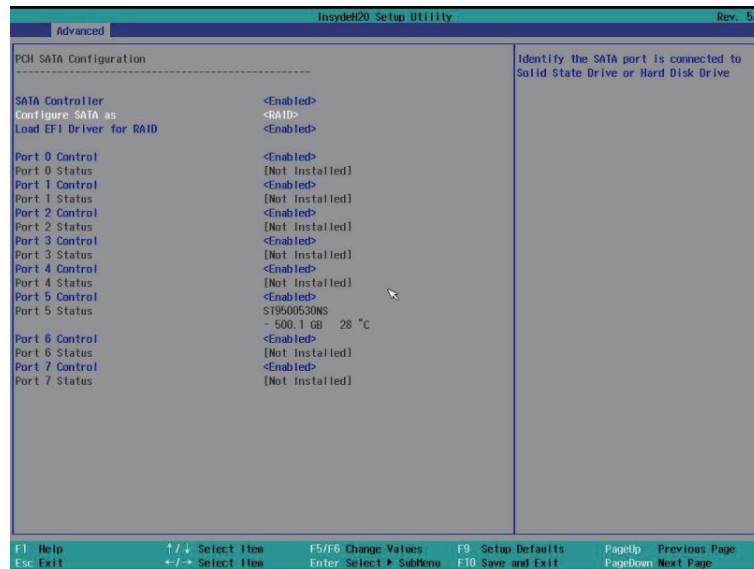 InsydeH20 Setup Utility Rev. 5
Advanced
PCH SATA Configuration
------------------------------------------------------
SATA Controller <Enabled>
Configure SATA as <RAID>
Load EFI Driver for RAID <Enabled>
Port 0 Control <Enabled>
Port 0 Status [Not Installed]
Port 1 Control <Enabled>
Port 1 Status [Not Installed]
Port 2 Control <Enabled>
Port 2 Status [Not Installed]
Port 3 Control <Enabled>
Port 3 Status [Not Installed]
Port 4 Control <Enabled>
Port 4 Status [Not Installed]
Port 5 Control <Enabled>
Port 5 Status ST9500530NS
- 500.1 GB 28 °C
Port 6 Control <Enabled>
Port 6 Status [Not Installed]
Port 7 Control <Enabled>
Port 7 Status [Not Installed]
Identify the SATA port is connected to
Solid State Drive or Hard Disk Drive
F1 Help ↑/↓ Select Item F5/F6 Change Values F9 Setup Defaults PageUp Previous Page
Esc Exit ←/→ Select Item Enter Select ▶ SubMenu F10 Save and Exit PageDown Next Page